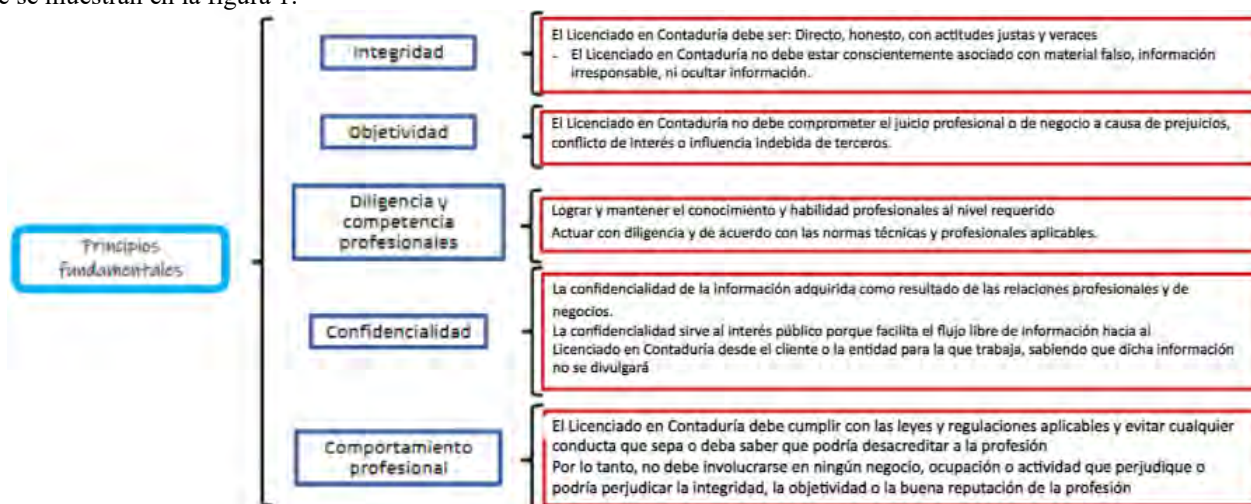 se muestran en la figura 1.
Principios
fundamentales
Integridad
El Licenciado en Contaduría debe ser: Directo, honesto, con actitudes justas y veraces
- El Licenciado en Contaduría no debe estar conscientemente asociado con material falso, información
irresponsable, ni ocultar información.
Objetividad
El Licenciado en Contaduría no debe comprometer el juicio profesional o de negocio a causa de prejuicios,
conflicto de interés o influencia indebida de terceros.
Diligencia y
competencia
profesionales
Lograr y mantener el conocimiento y habilidad profesionales al nivel requerido
Actuar con diligencia y de acuerdo con las normas técnicas y profesionales aplicables.
Confidencialidad
La confidencialidad de la información adquirida como resultado de las relaciones profesionales y de
negocios.
La confidencialidad sirve al interés público porque facilita el flujo libre de información hacia al
Licenciado en Contaduría desde el cliente o la entidad para la que trabaja, sabiendo que dicha información
no se divulgará
Comportamiento
profesional
El Licenciado en Contaduría debe cumplir con las leyes y regulaciones aplicables y evitar cualquier
conducta que sepa o deba saber que podría desacreditar a la profesión
Por lo tanto, no debe involucrarse en ningún negocio, ocupación o actividad que perjudique o
podría perjudicar la integridad, la objetividad o la buena reputación de la profesión